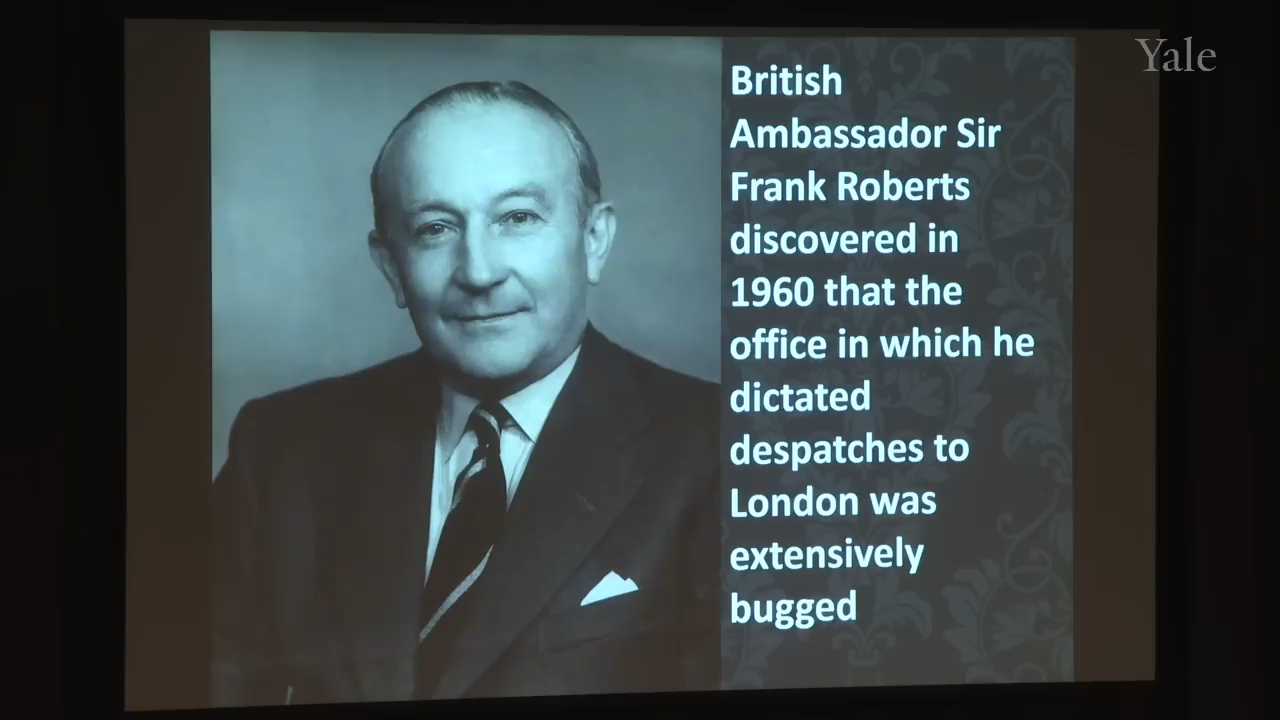 Yale
British
Ambassador Sir
Frank Roberts
discovered in
1960 that the
office in which he
dictated
despatches to
London was
extensively
bugged